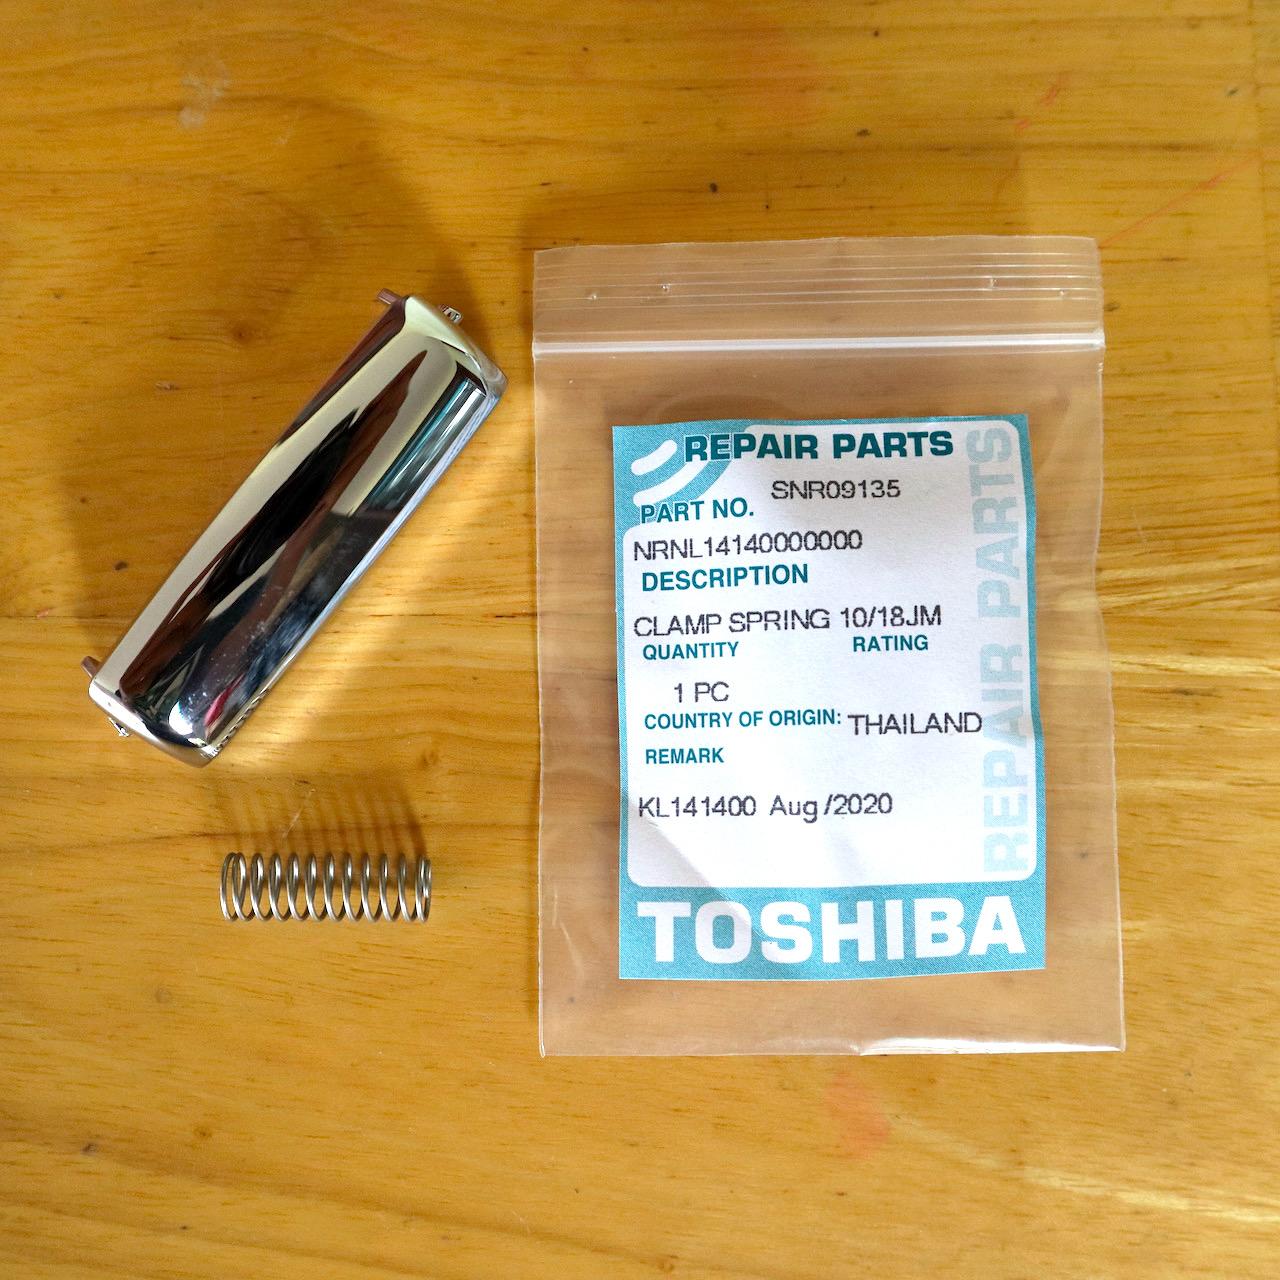 REPAIR PARTS
SNR09135
PART NO.
NRNL14140000000
DESCRIPTION
CLAMP SPRING 10/18JM
QUANTITY RATING
1 PC
COUNTRY OF ORIGIN: THAILAND
REMARK
KL141400 Aug/2020
REPAIR PARTS
TOSHIBA